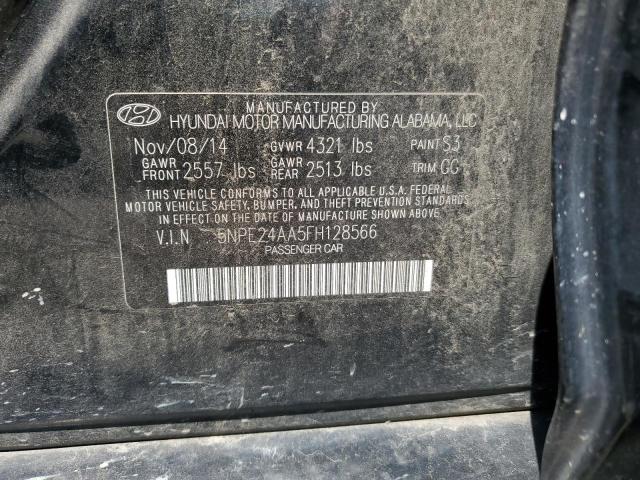 MANUFACTURED BY
HYUNDAI MOTOR MANUFACTURING ALABAMA, LLC
Nov/08/14 GVWR 4321 lbs PAINT S3
GAWR FRONT 2557 lbs GAWR REAR 2513 lbs TRIM GG
THIS VEHICLE CONFORMS TO ALL APPLICABLE U.S.A. FEDERAL
MOTOR VEHICLE SAFETY, BUMPER, AND THEFT PREVENTION STANDARDS
IN EFFECT ON THE DATE OF MANUFACTURE SHOWN ABOVE.
V.I.N 5NPE24AA5FH128566
PASSENGER CAR